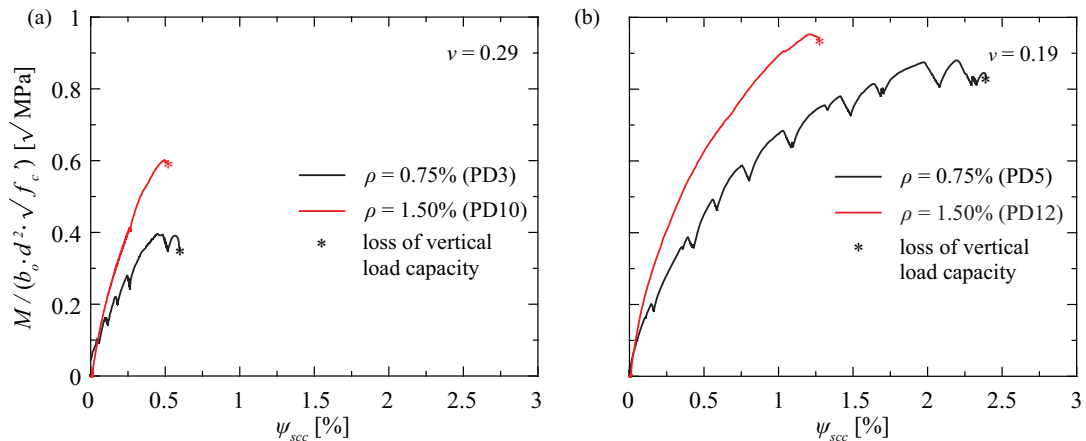 (a)
(b)
M / (b_o · d² · √f_c') [√MPa]
1
0.8
0.6
0.4
0.2
0
v = 0.29
ρ = 0.75% (PD3)
ρ = 1.50% (PD10)
* loss of vertical
load capacity
0 0.5 1 1.5 2 2.5 3
ψ_scc [%]
v = 0.19
ρ = 0.75% (PD5)
ρ = 1.50% (PD12)
* loss of vertical
load capacity
0 0.5 1 1.5 2 2.5 3
ψ_scc [%]